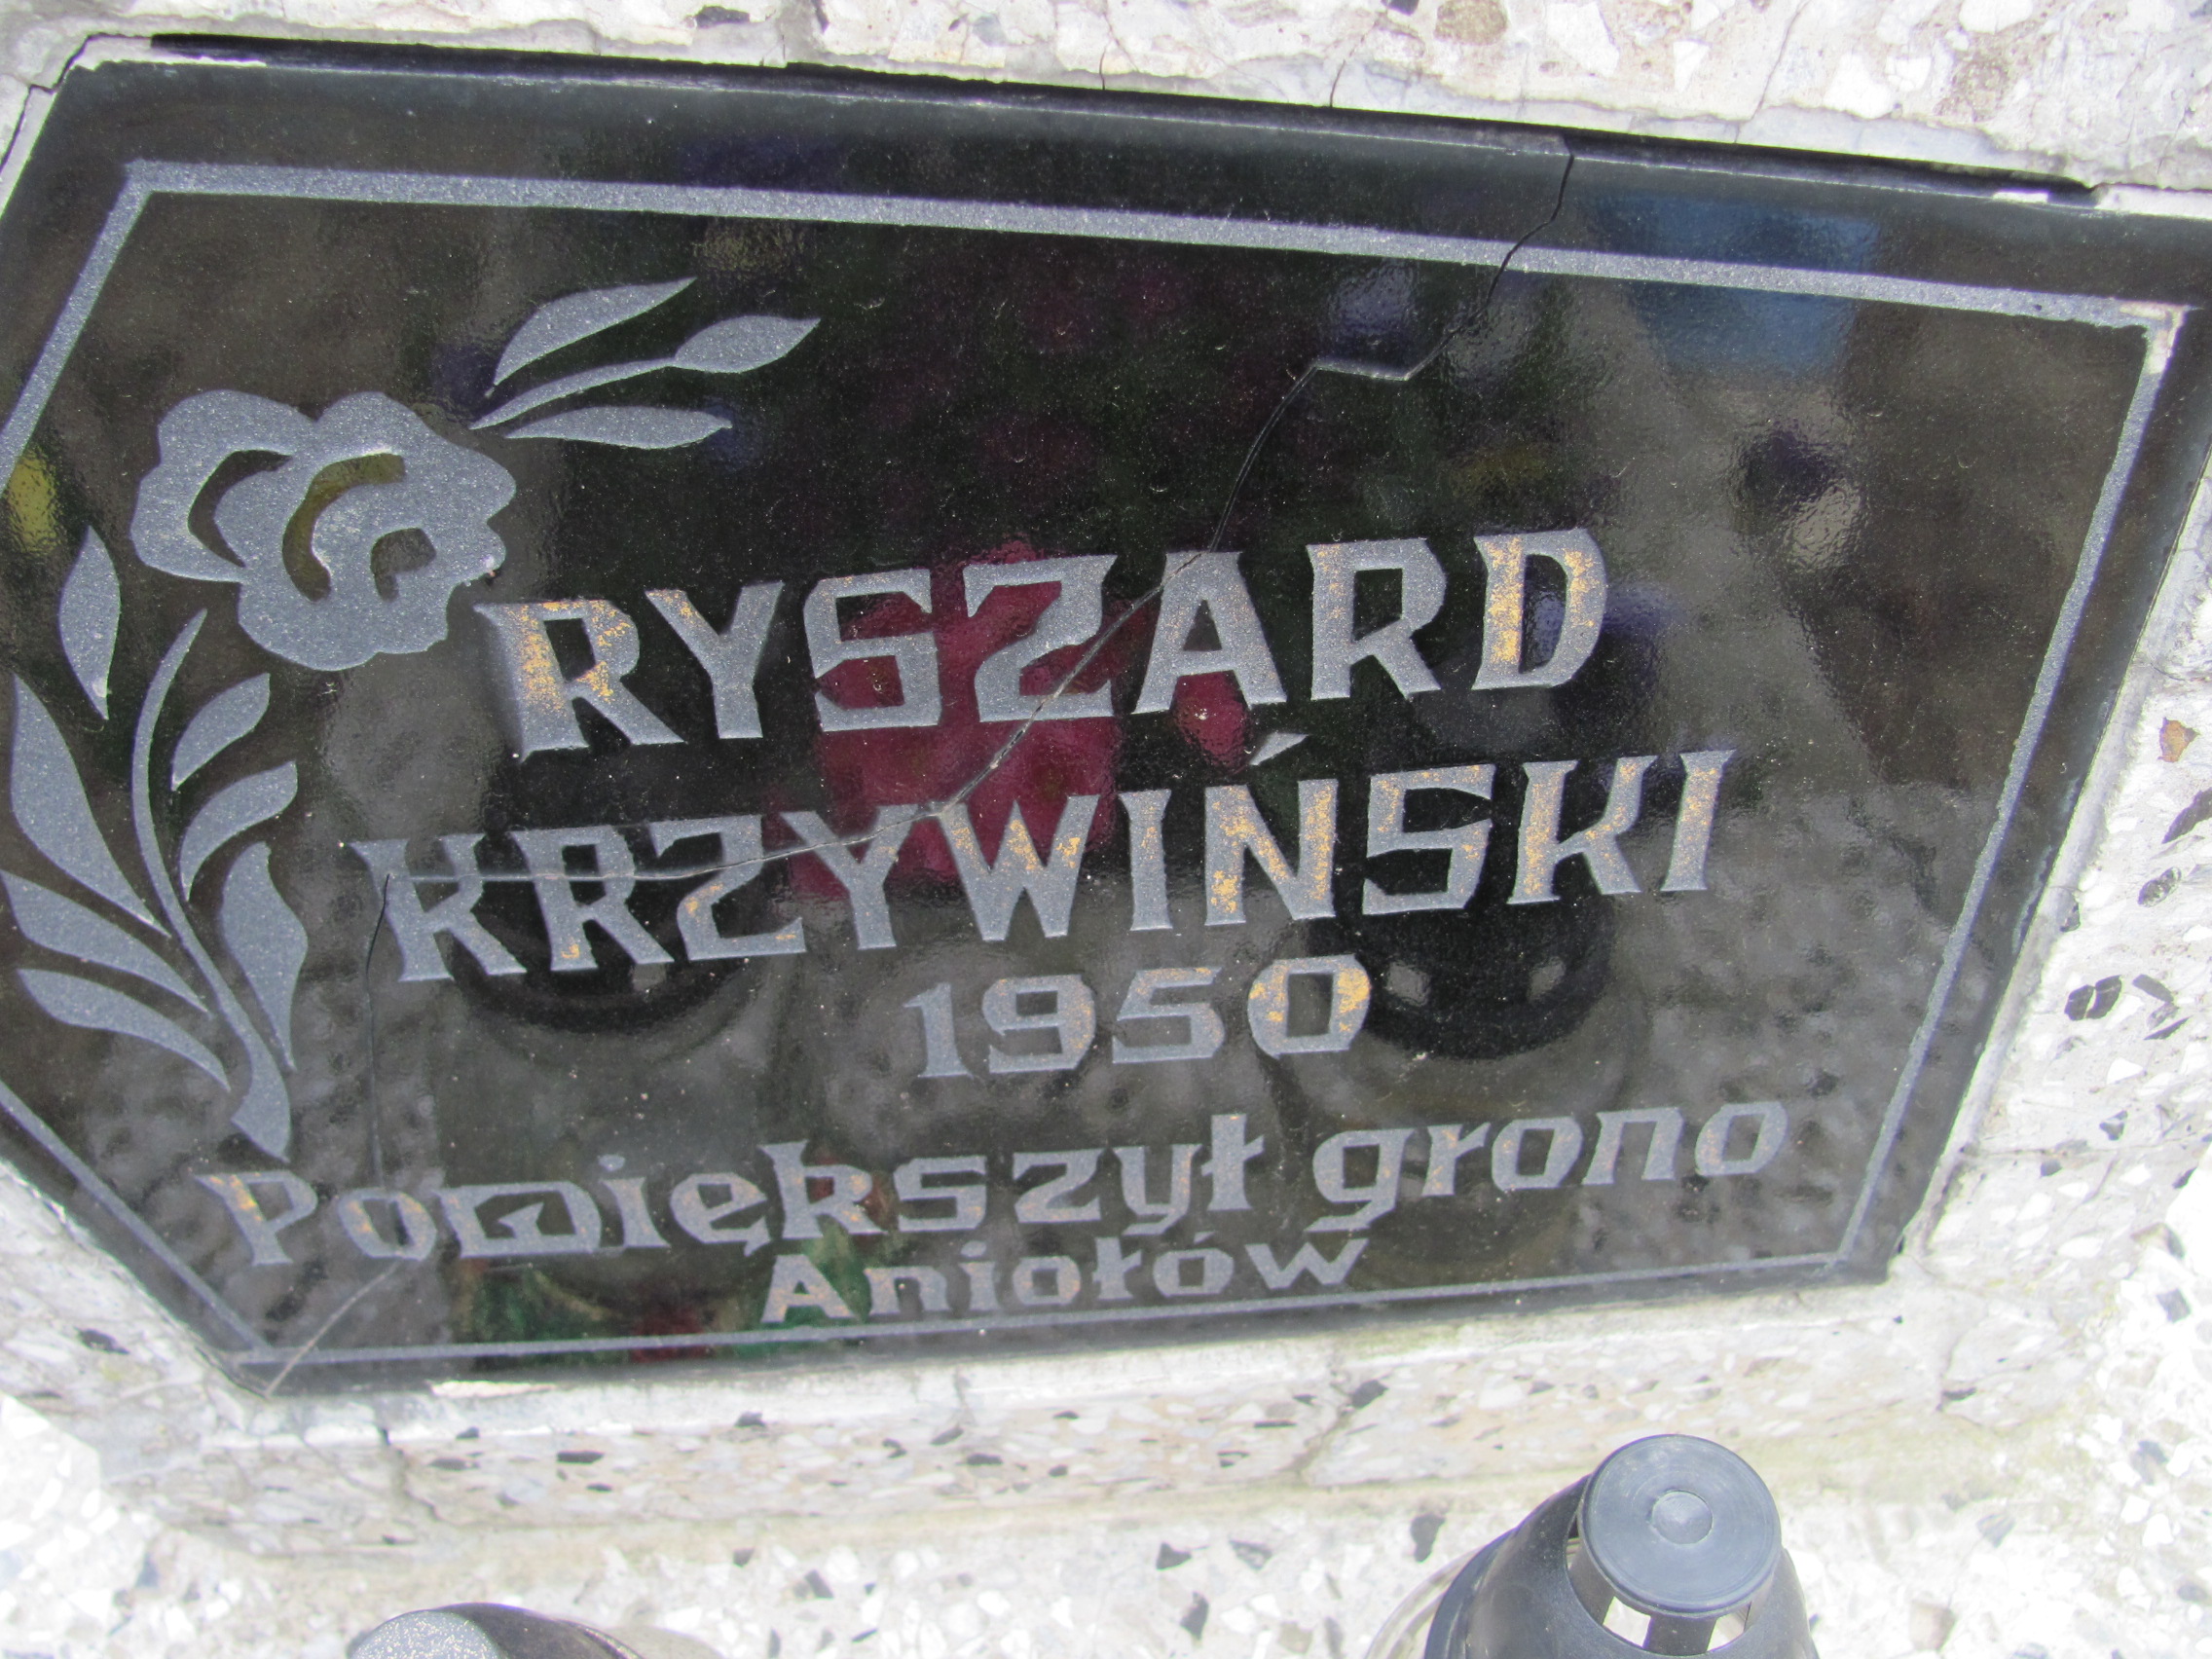 RYSZARD
KRZYWIŃSKI
1950
Powiększył grono
Aniołów